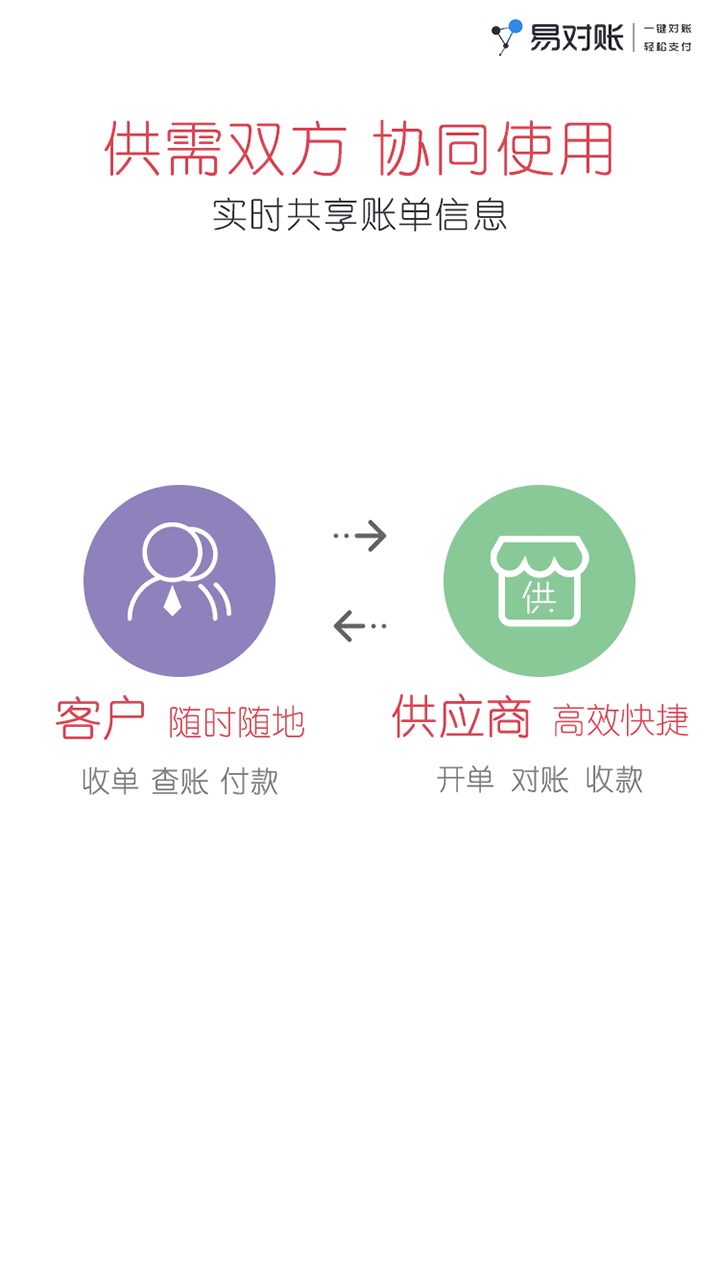 易对账
一键对账
轻松支付
供需双方 协同使用
实时共享账单信息
供
客户 随时随地
供应商 高效快捷
收单 查账 付款
开单 对账 收款